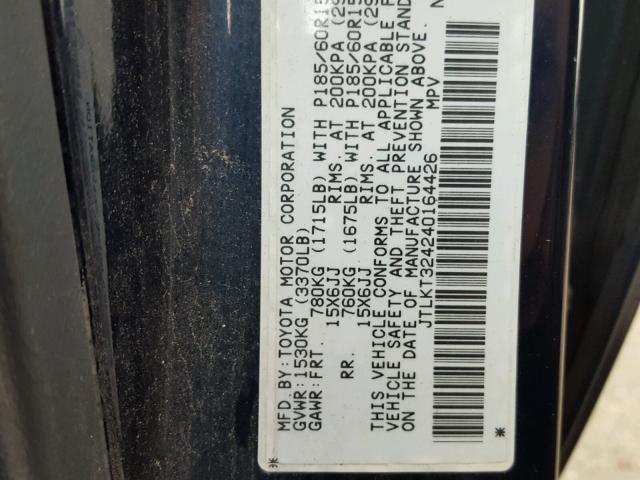 MFD.BY:TOYOTA MOTOR CORPORATION
GVWR:1530KG (3370LB)
GAWR:FRT. 780KG (1715LB) WITH P185/60R15
15X6JJ RIMS. AT 200KPA (29
RR. 760KG (1675LB) WITH P185/60R15
15X6JJ RIMS. AT 200KPA (29
THIS VEHICLE CONFORMS TO ALL APPLICABLE F
VEHICLE SAFETY AND THEFT PREVENTION STAND
ON THE DATE OF MANUFACTURE SHOWN ABOVE.
JTLKT324240164426 MPV